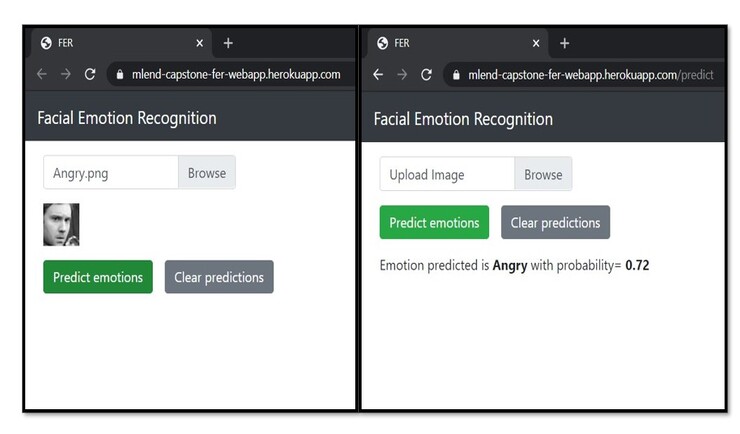 FER
mlend-capstone-fer-webapp.herokuapp.com
Facial Emotion Recognition
Angry.png Browse
Predict emotions Clear predictions
FER
mlend-capstone-fer-webapp.herokuapp.com/predict
Facial Emotion Recognition
Upload Image Browse
Predict emotions Clear predictions
Emotion predicted is Angry with probability= 0.72